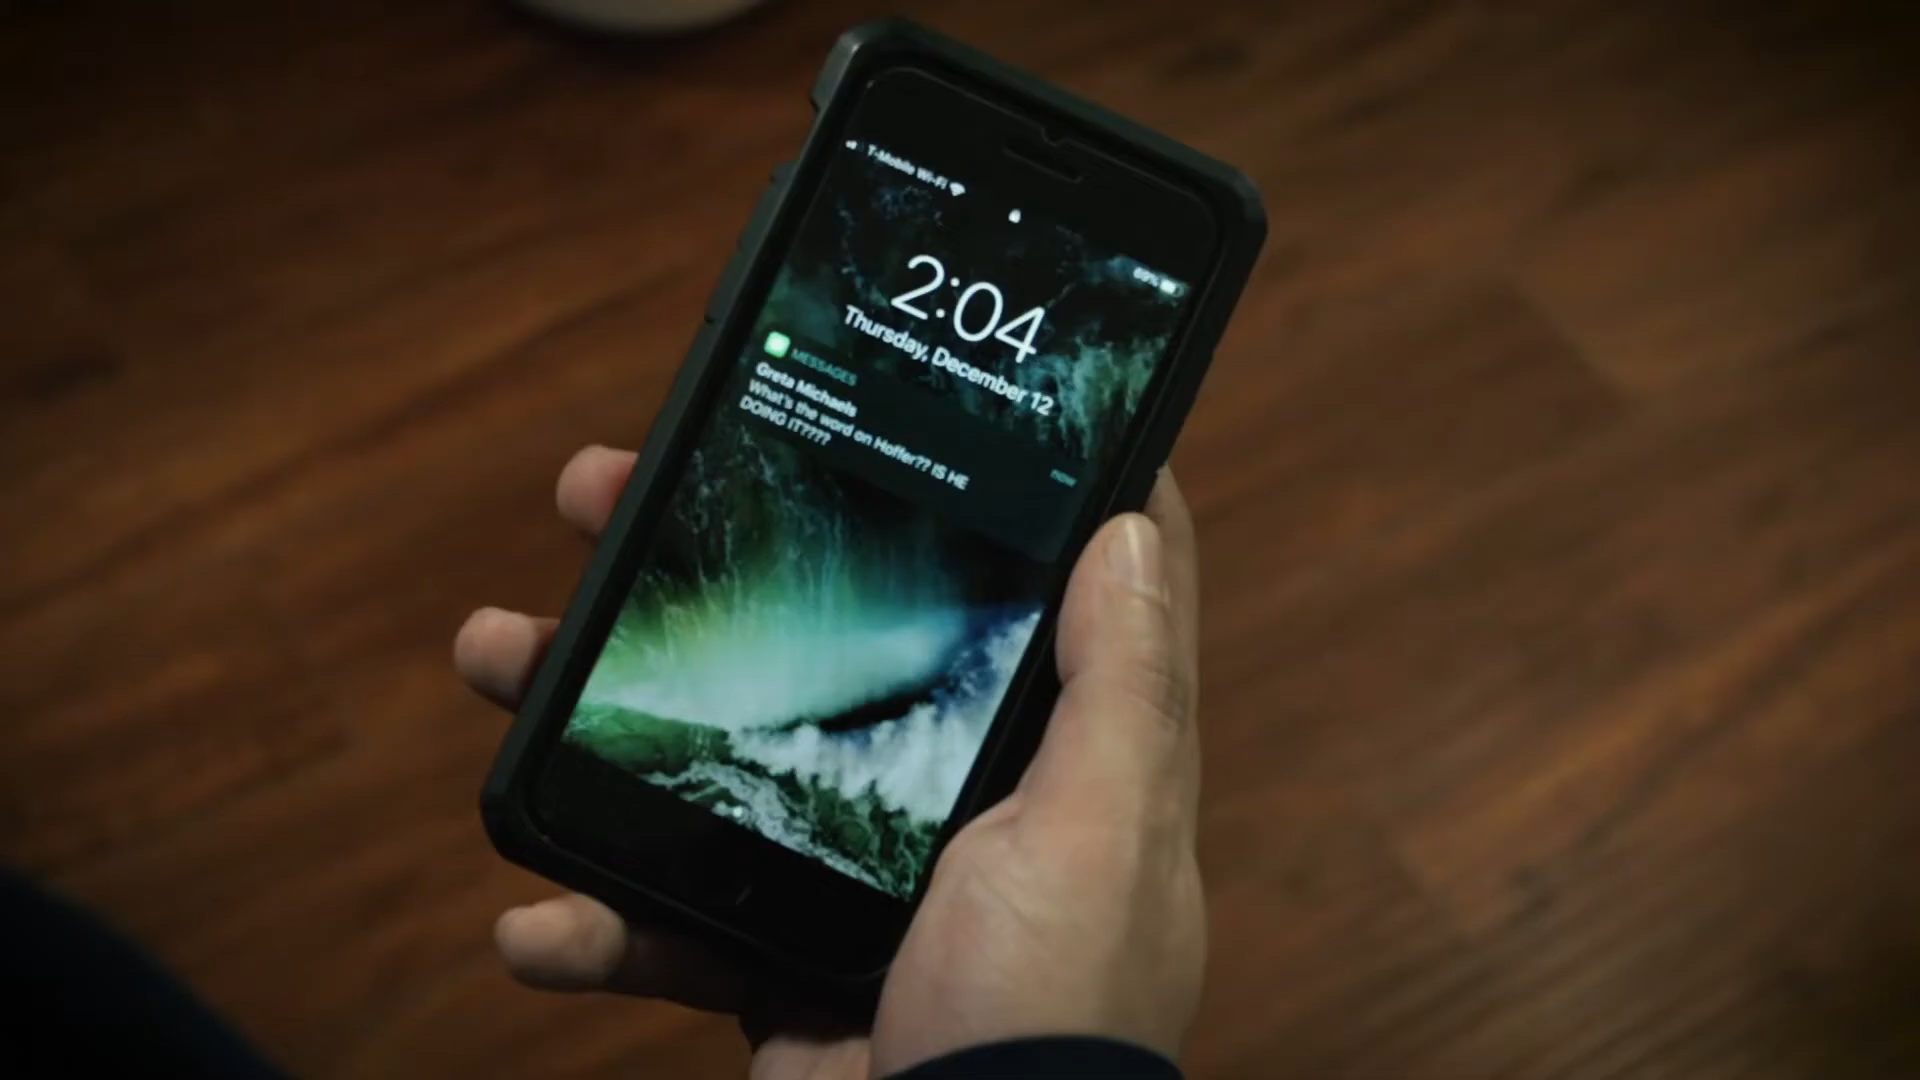 T-Mobile Wi-Fi
69%
2:04
Thursday, December 12
MESSAGES
now
Greta Michaels
What's the word on Hoffer?? IS HE
DOING IT????